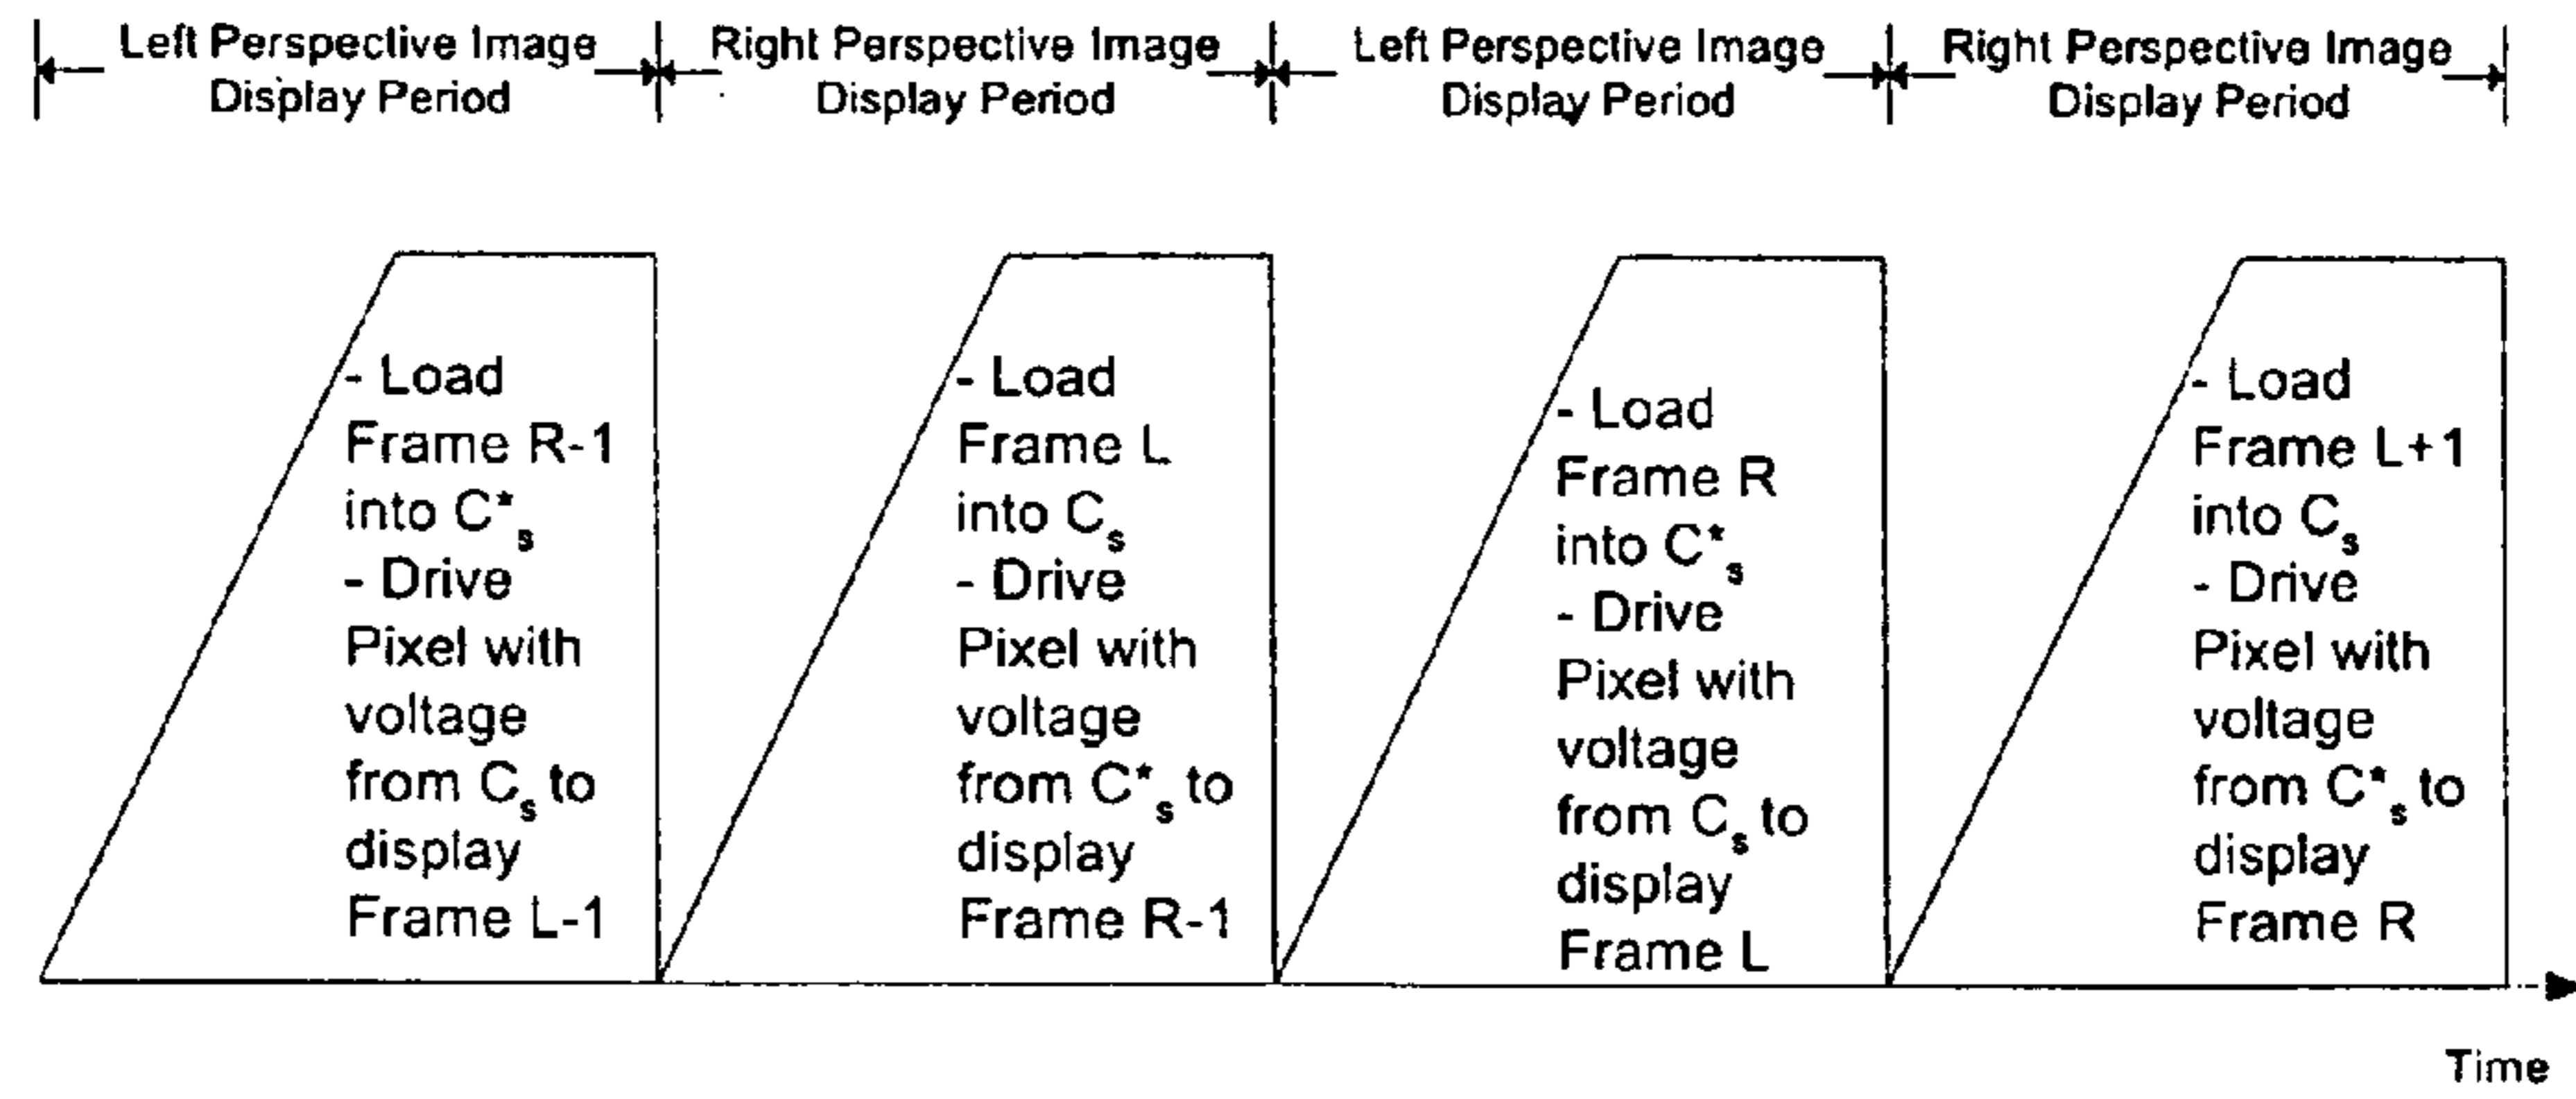 Left Perspective Image
Display Period
Right Perspective Image
Display Period
Left Perspective Image
Display Period
Right Perspective Image
Display Period
- Load
Frame R-1
into C*s
- Drive
Pixel with
voltage
from Cs to
display
Frame L-1
- Load
Frame L
into Cs
- Drive
Pixel with
voltage
from C*s to
display
Frame R-1
- Load
Frame R
into C*s
- Drive
Pixel with
voltage
from Cs to
display
Frame L
- Load
Frame L+1
into Cs
- Drive
Pixel with
voltage
from C*s to
display
Frame R
Time